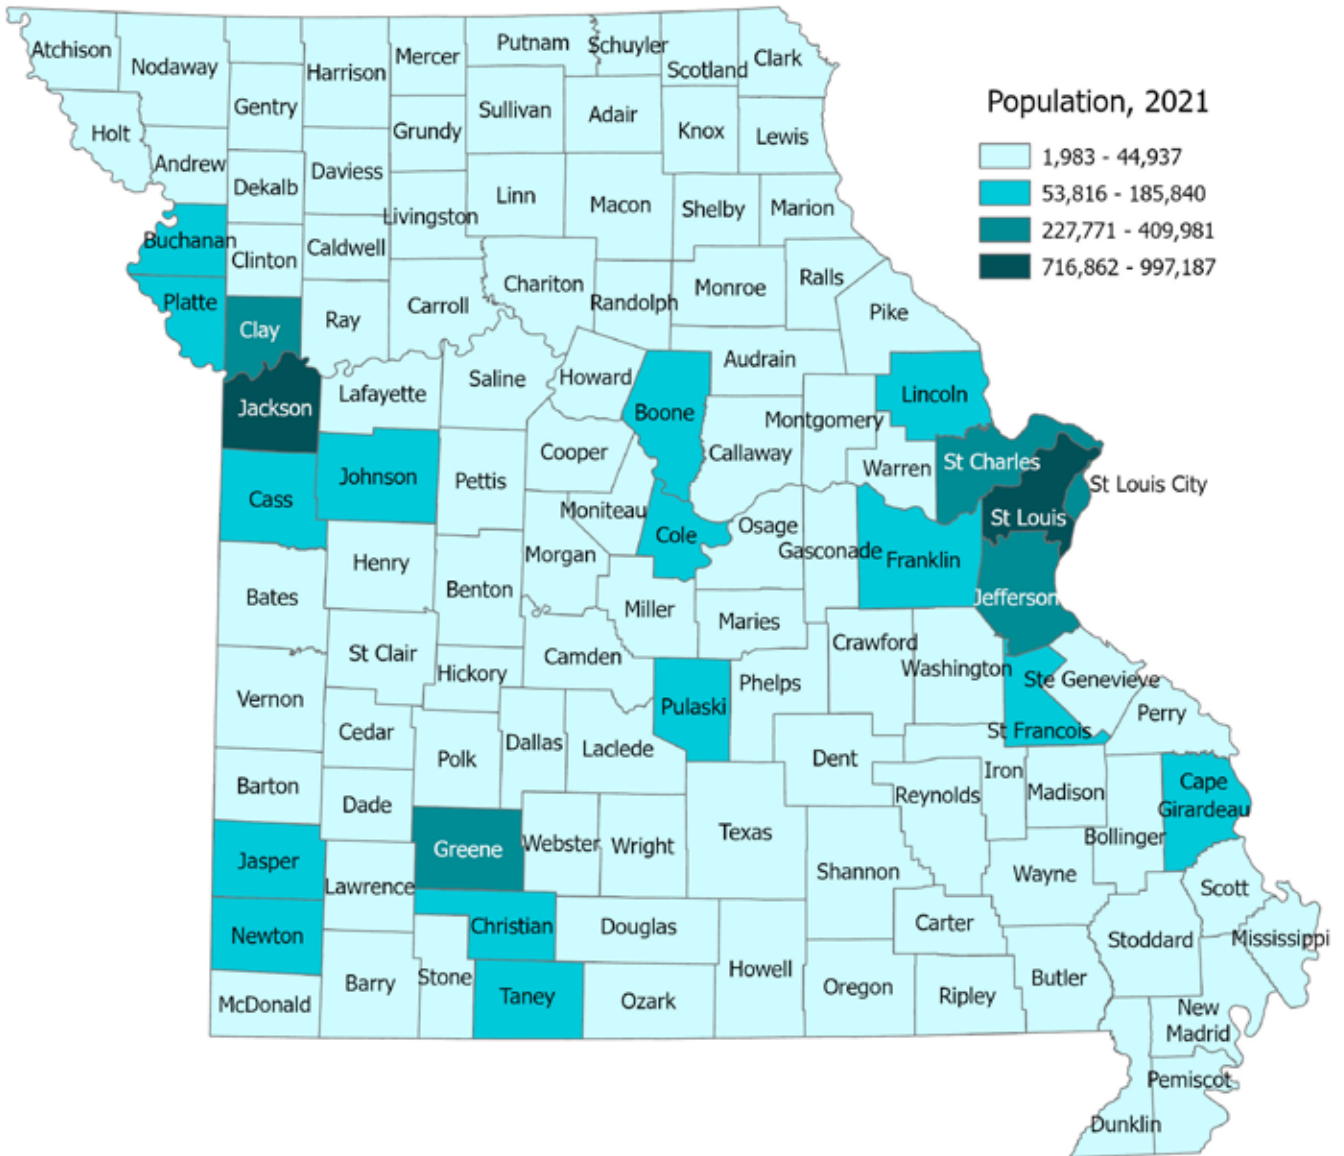 Population, 2021
1,983 - 44,937
53,816 - 185,840
227,771 - 409,981
716,862 - 997,187
Atchison
Nodaway
Harrison
Mercer
Putnam
Schuyler
Scotland
Clark
Gentry
Sullivan
Adair
Knox
Lewis
Holt
Grundy
Andrew
Dekalb
Daviess
Livingston
Linn
Macon
Shelby
Marion
Buchanan
Clinton
Caldwell
Chariton
Randolph
Monroe
Ralls
Platte
Clay
Ray
Carroll
Pike
Jackson
Lafayette
Saline
Howard
Boone
Audrain
Lincoln
Montgomery
Callaway
Cooper
Warren
St Charles
St Louis City
St Louis
Cass
Johnson
Pettis
Moniteau
Cole
Osage
Gasconade
Franklin
Morgan
Henry
Benton
Bates
Miller
Maries
Jefferson
Crawford
Washington
St Clair
Hickory
Camden
Pulaski
Phelps
Ste Genevieve
Vernon
Perry
St Francois
Cedar
Polk
Dallas
Laclede
Dent
Iron
Cape
Girardeau
Barton
Dade
Reynolds
Madison
Bollinger
Jasper
Greene
Webster
Wright
Texas
Shannon
Wayne
Lawrence
Scott
Newton
Christian
Douglas
Carter
Stoddard
Mississippi
McDonald
Barry
Stone
Taney
Ozark
Howell
Oregon
Ripley
Butler
New
Madrid
Pemiscot
Dunklin